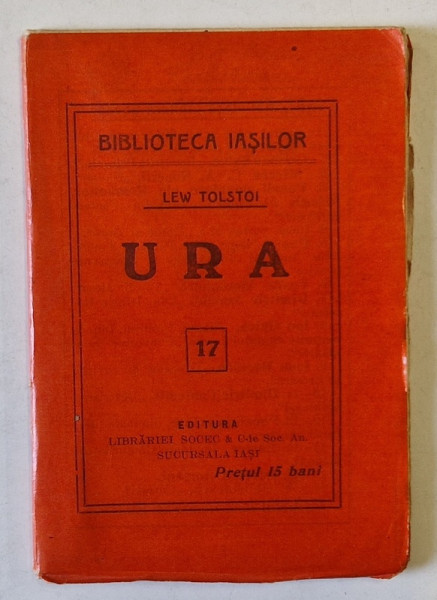 BIBLIOTECA IAȘILOR
LEW TOLSTOI
URA
17
EDITURA
LIBRĂRIEI SOCEC & C-ie Soc. An.
SUCURSALA IAȘI
Prețul 15 bani